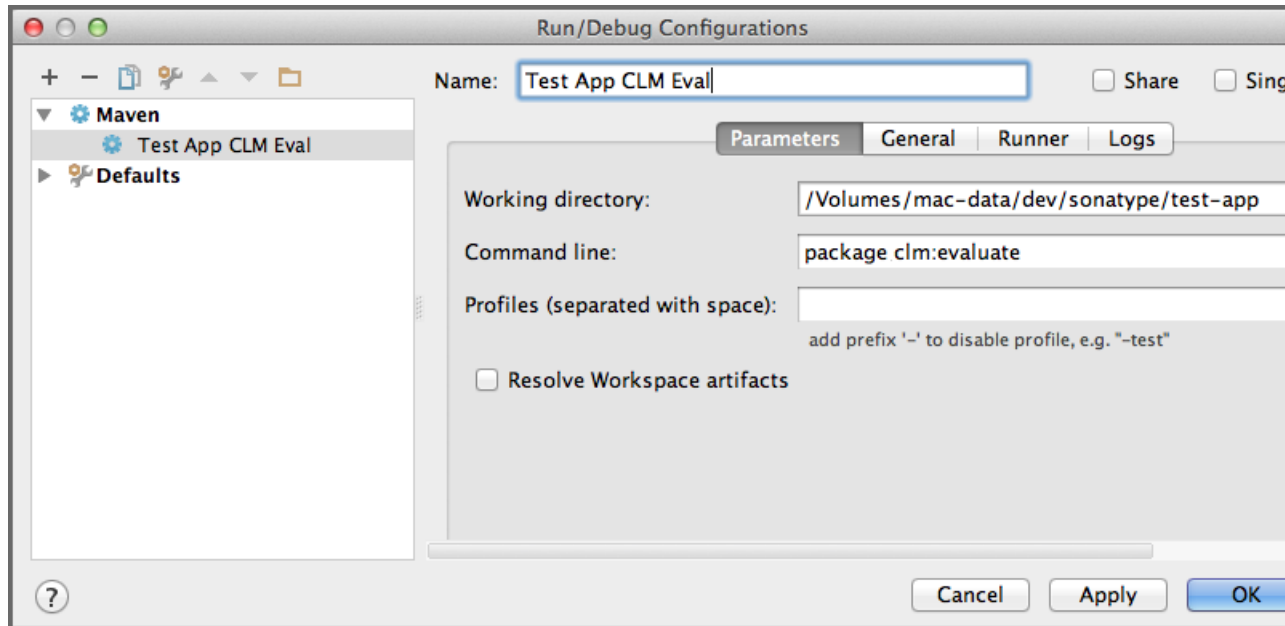 Run/Debug Configurations
Name: Test App CLM Eval Share Sing
Maven
Test App CLM Eval
Defaults
Parameters General Runner Logs
Working directory: /Volumes/mac-data/dev/sonatype/test-app
Command line: package clm:evaluate
Profiles (separated with space):
add prefix '-' to disable profile, e.g. "-test"
Resolve Workspace artifacts
? Cancel Apply OK